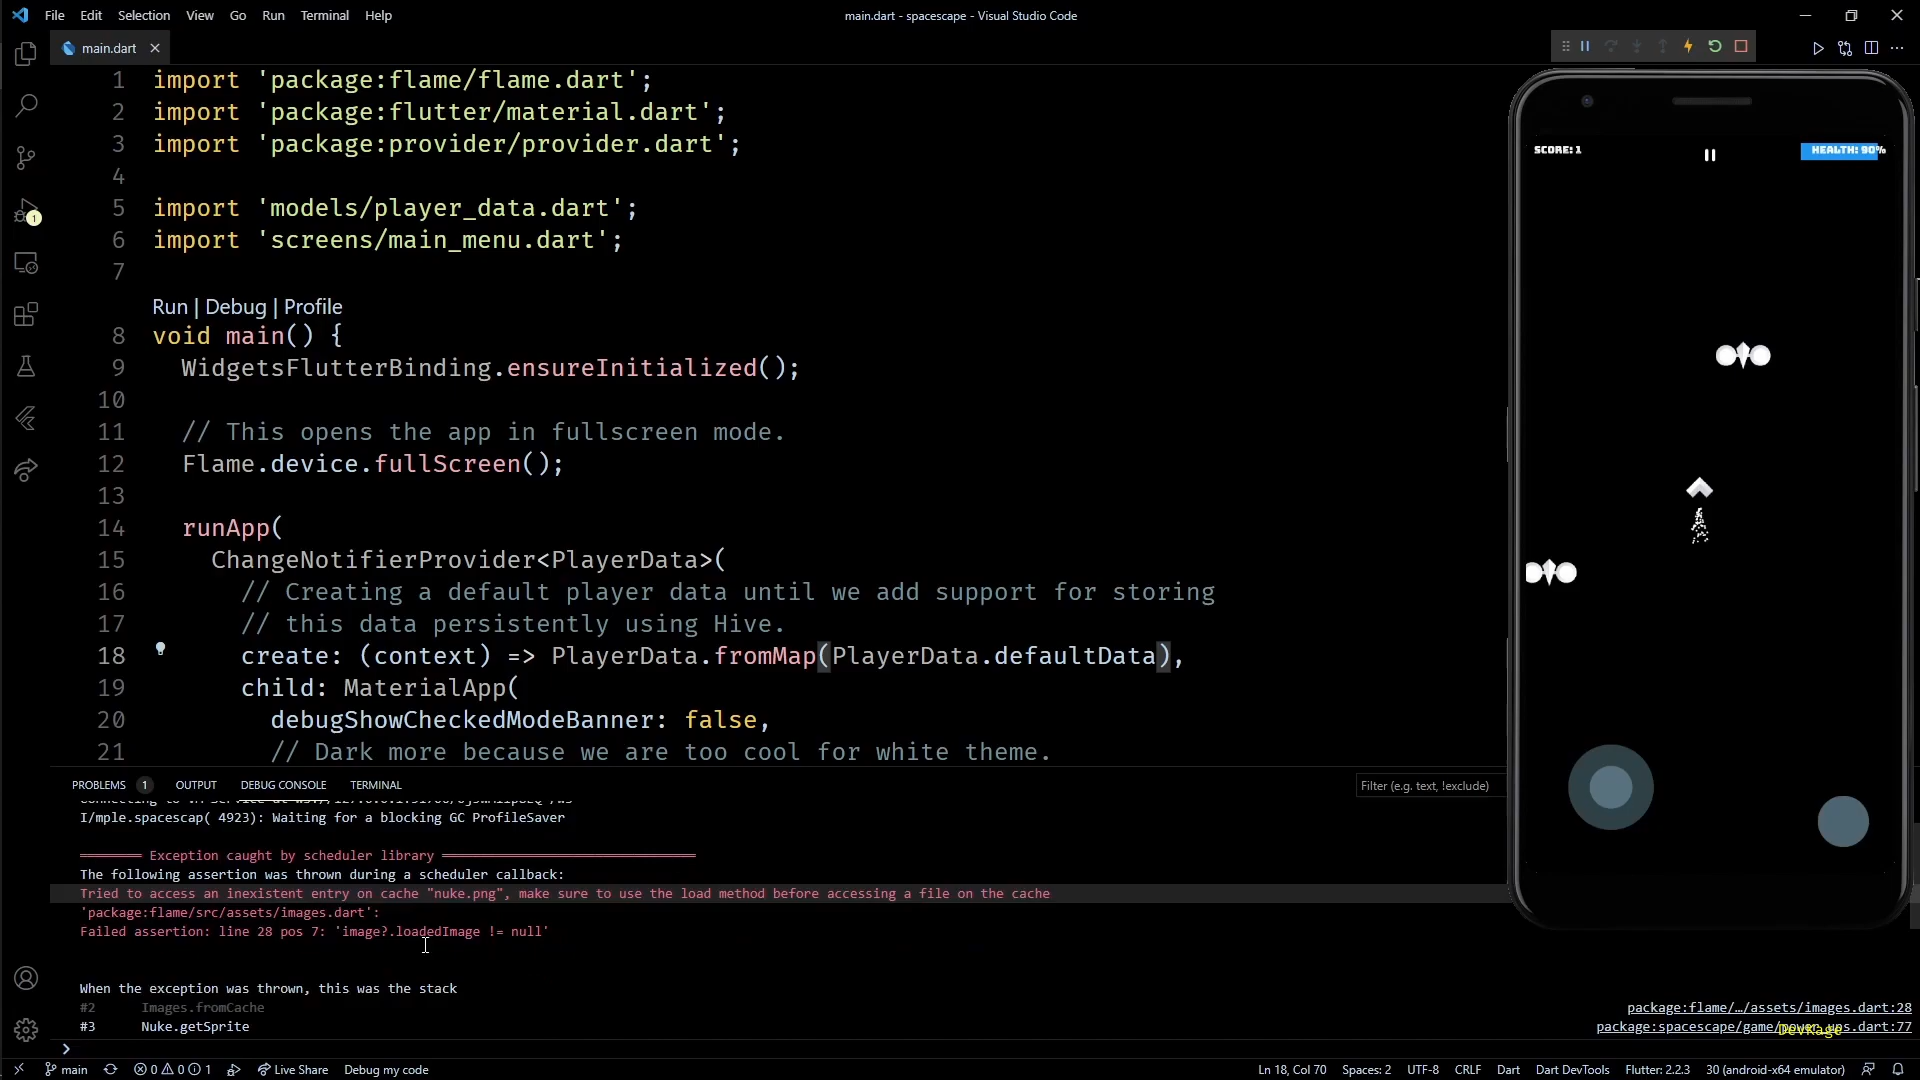 File Edit Selection View Go Run Terminal Help
main.dart - spacescape - Visual Studio Code
main.dart
1 import 'package:flame/flame.dart';
2 import 'package:flutter/material.dart';
3 import 'package:provider/provider.dart';
4
5 import 'models/player_data.dart';
6 import 'screens/main_menu.dart';
7
Run | Debug | Profile
8 void main() {
9 WidgetsFlutterBinding.ensureInitialized();
10
11 // This opens the app in fullscreen mode.
12 Flame.device.fullScreen();
13
14 runApp(
15 ChangeNotifierProvider<PlayerData>(
16 // Creating a default player data until we add support for storing
17 // this data persistently using Hive.
18 create: (context) => PlayerData.fromMap(PlayerData.defaultData),
19 child: MaterialApp(
20 debugShowCheckedModeBanner: false,
21 // Dark more because we are too cool for white theme.
SCORE: 1
HEALTH: 90%
1
PROBLEMS 1 OUTPUT DEBUG CONSOLE TERMINAL
Filter (e.g. text, !exclude)
I/mple.spacescap( 4923): Waiting for a blocking GC ProfileSaver
════════ Exception caught by scheduler library ═════════════════════════════════
The following assertion was thrown during a scheduler callback:
Tried to access an inexistent entry on cache "nuke.png", make sure to use the load method before accessing a file on the cache
'package:flame/src/assets/images.dart':
Failed assertion: line 28 pos 7: 'image?.loadedImage != null'
When the exception was thrown, this was the stack
#2 Images.fromCache package:flame/…/assets/images.dart:28
#3 Nuke.getSprite package:spacescape/game/power_ups.dart:77
DevKage
main 0 0 1 Live Share Debug my code
Ln 18, Col 70 Spaces: 2 UTF-8 CRLF Dart Dart DevTools Flutter: 2.2.3 30 (android-x64 emulator)